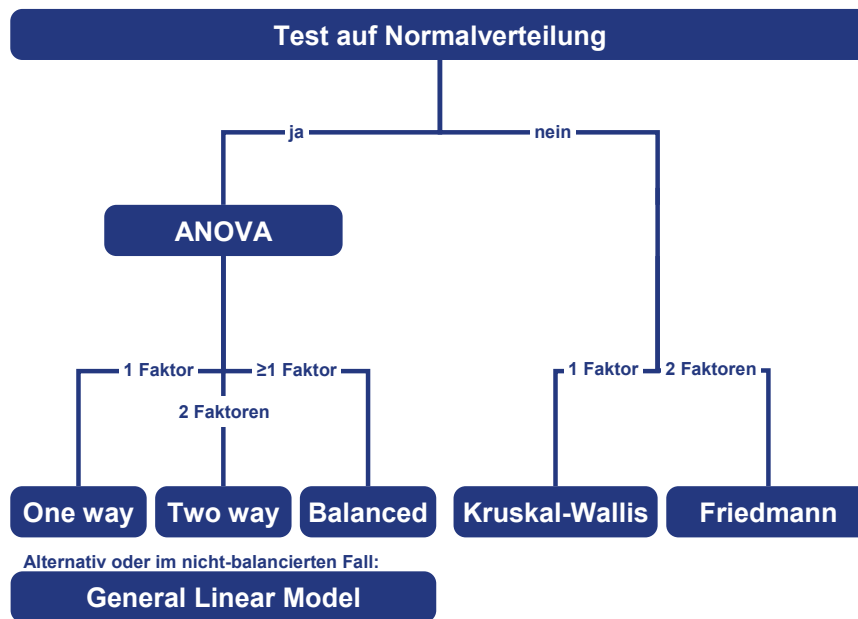 Test auf Normalverteilung
ja
nein
ANOVA
1 Faktor
≥1 Faktor
2 Faktoren
1 Faktor
2 Faktoren
One way
Two way
Balanced
Kruskal-Wallis
Friedmann
Alternativ oder im nicht-balancierten Fall:
General Linear Model